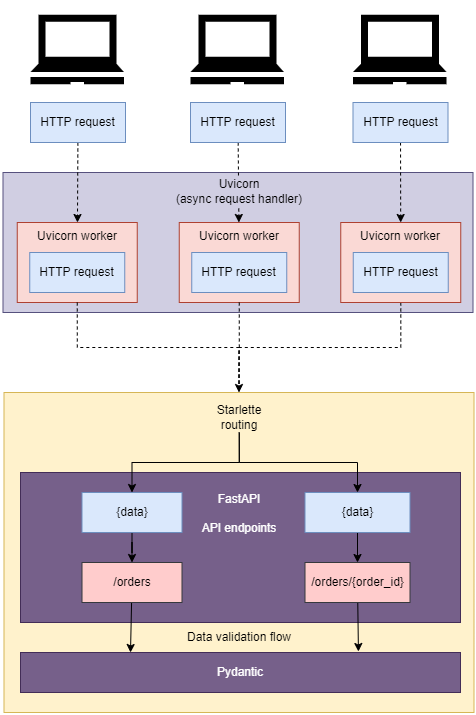 HTTP request
HTTP request
HTTP request
Uvicorn
(async request handler)
Uvicorn worker
Uvicorn worker
Uvicorn worker
HTTP request
HTTP request
HTTP request
Starlette
routing
{data}
FastAPI
{data}
API endpoints
/orders
/orders/{order_id}
Data validation flow
Pydantic